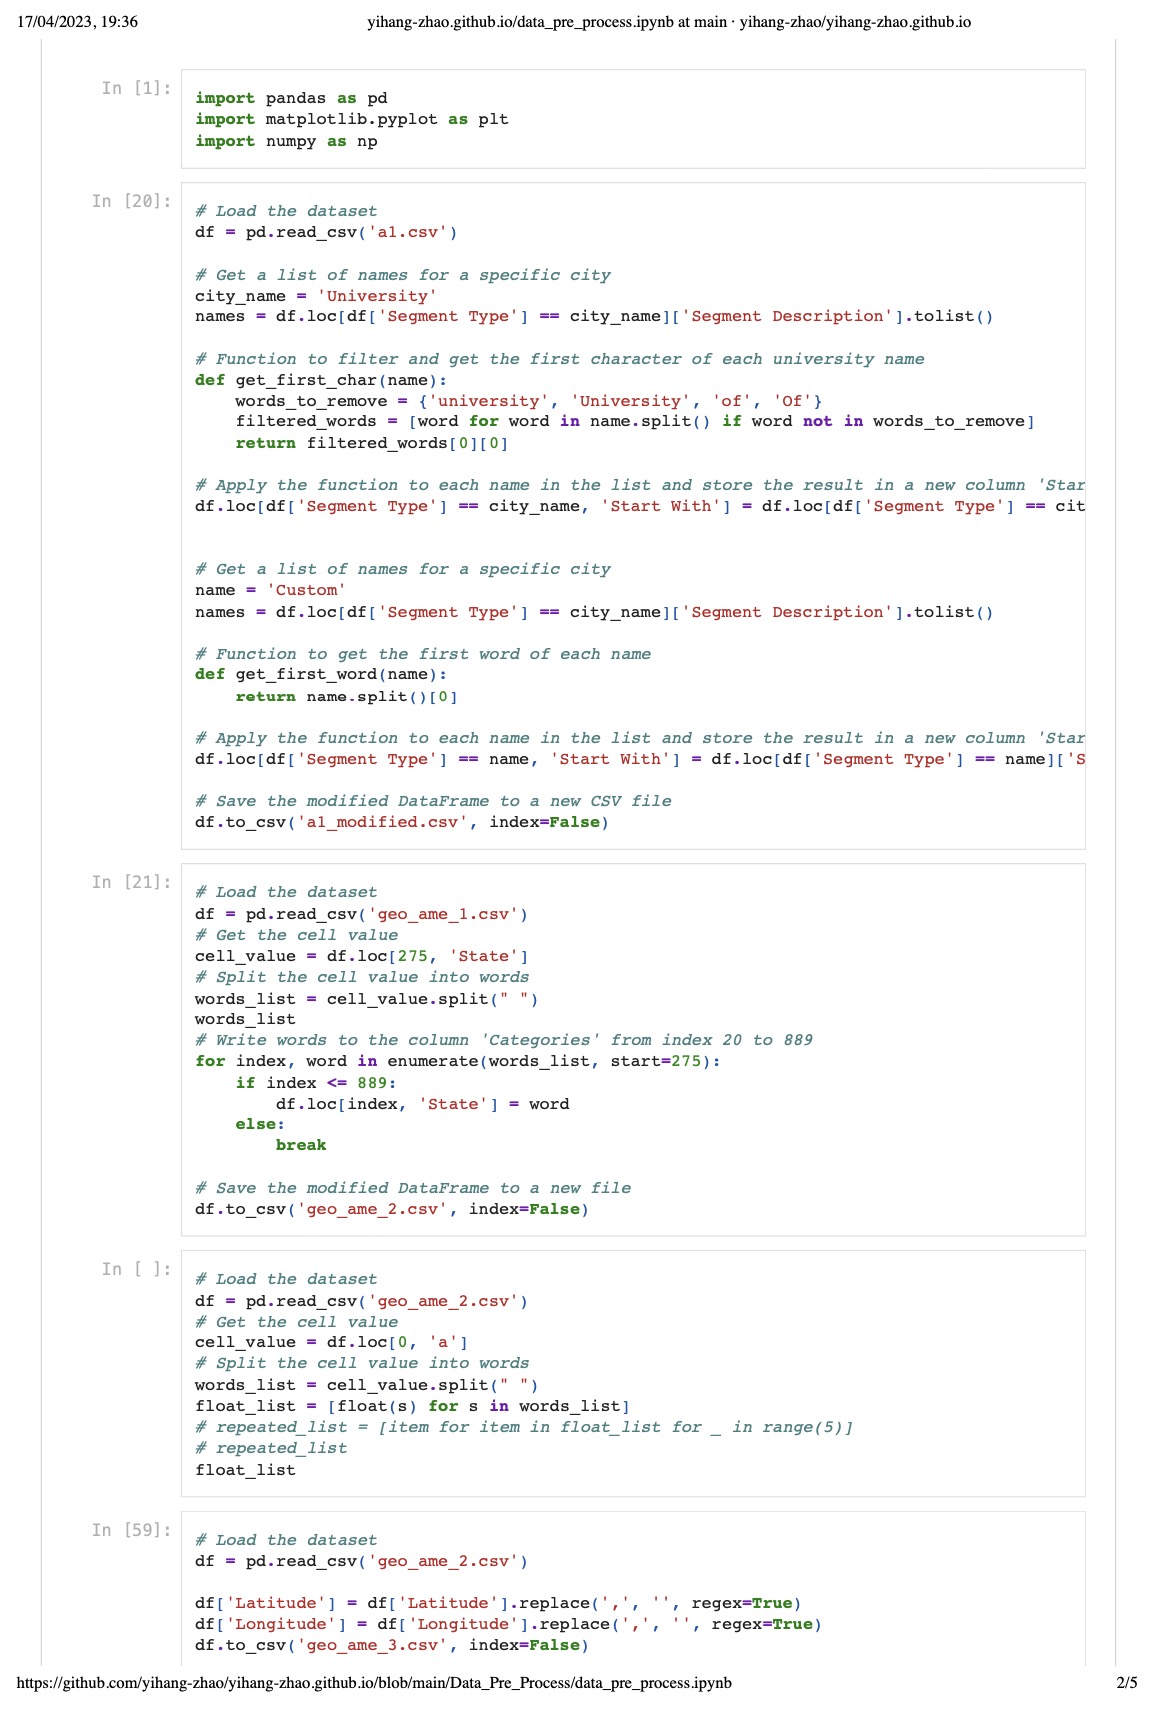 17/04/2023, 19:36
yihang-zhao.github.io/data_pre_process.ipynb at main · yihang-zhao/yihang-zhao.github.io
In [1]:
import pandas as pd
import matplotlib.pyplot as plt
import numpy as np
In [20]:
# Load the dataset
df = pd.read_csv('a1.csv')
# Get a list of names for a specific city
city_name = 'University'
names = df.loc[df['Segment Type'] == city_name]['Segment Description'].tolist()
# Function to filter and get the first character of each university name
def get_first_char(name):
    words_to_remove = {'university', 'University', 'of', 'Of'}
    filtered_words = [word for word in name.split() if word not in words_to_remove]
    return filtered_words[0][0]
# Apply the function to each name in the list and store the result in a new column 'Star
df.loc[df['Segment Type'] == city_name, 'Start With'] = df.loc[df['Segment Type'] == cit
# Get a list of names for a specific city
name = 'Custom'
names = df.loc[df['Segment Type'] == city_name]['Segment Description'].tolist()
# Function to get the first word of each name
def get_first_word(name):
    return name.split()[0]
# Apply the function to each name in the list and store the result in a new column 'Star
df.loc[df['Segment Type'] == name, 'Start With'] = df.loc[df['Segment Type'] == name]['S
# Save the modified DataFrame to a new CSV file
df.to_csv('a1_modified.csv', index=False)
In [21]:
# Load the dataset
df = pd.read_csv('geo_ame_1.csv')
# Get the cell value
cell_value = df.loc[275, 'State']
# Split the cell value into words
words_list = cell_value.split(" ")
words_list
# Write words to the column 'Categories' from index 20 to 889
for index, word in enumerate(words_list, start=275):
    if index <= 889:
        df.loc[index, 'State'] = word
    else:
        break
# Save the modified DataFrame to a new file
df.to_csv('geo_ame_2.csv', index=False)
In [ ]:
# Load the dataset
df = pd.read_csv('geo_ame_2.csv')
# Get the cell value
cell_value = df.loc[0, 'a']
# Split the cell value into words
words_list = cell_value.split(" ")
float_list = [float(s) for s in words_list]
# repeated_list = [item for item in float_list for _ in range(5)]
# repeated_list
float_list
In [59]:
# Load the dataset
df = pd.read_csv('geo_ame_2.csv')
df['Latitude'] = df['Latitude'].replace(',', '', regex=True)
df['Longitude'] = df['Longitude'].replace(',', '', regex=True)
df.to_csv('geo_ame_3.csv', index=False)
https://github.com/yihang-zhao/yihang-zhao.github.io/blob/main/Data_Pre_Process/data_pre_process.ipynb
2/5